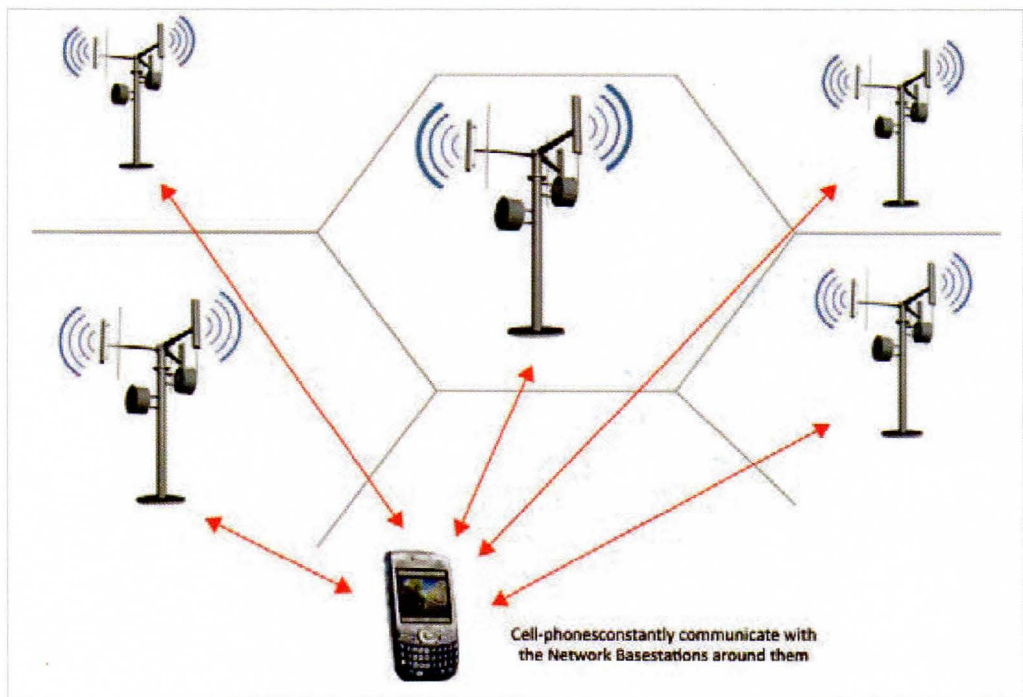 Cell-phonesconstantly communicate with
the Network Basestations around them